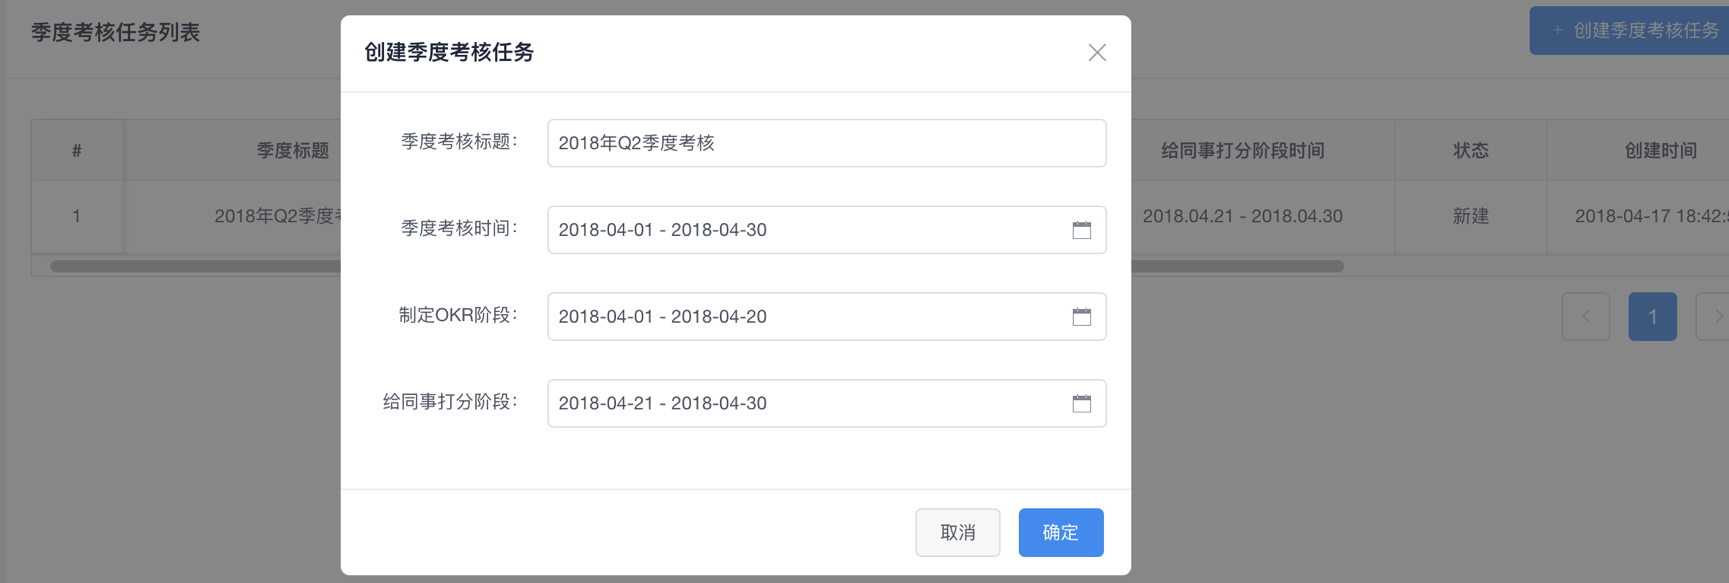 季度考核任务列表
+ 创建季度考核任务
创建季度考核任务
季度考核标题：
2018年Q2季度考核
季度考核时间：
2018-04-01 - 2018-04-30
制定OKR阶段：
2018-04-01 - 2018-04-20
给同事打分阶段：
2018-04-21 - 2018-04-30
取消
确定
#
季度标题
给同事打分阶段时间
状态
创建时间
1
2018年Q2季度
2018.04.21 - 2018.04.30
新建
2018-04-17 18:42:
1